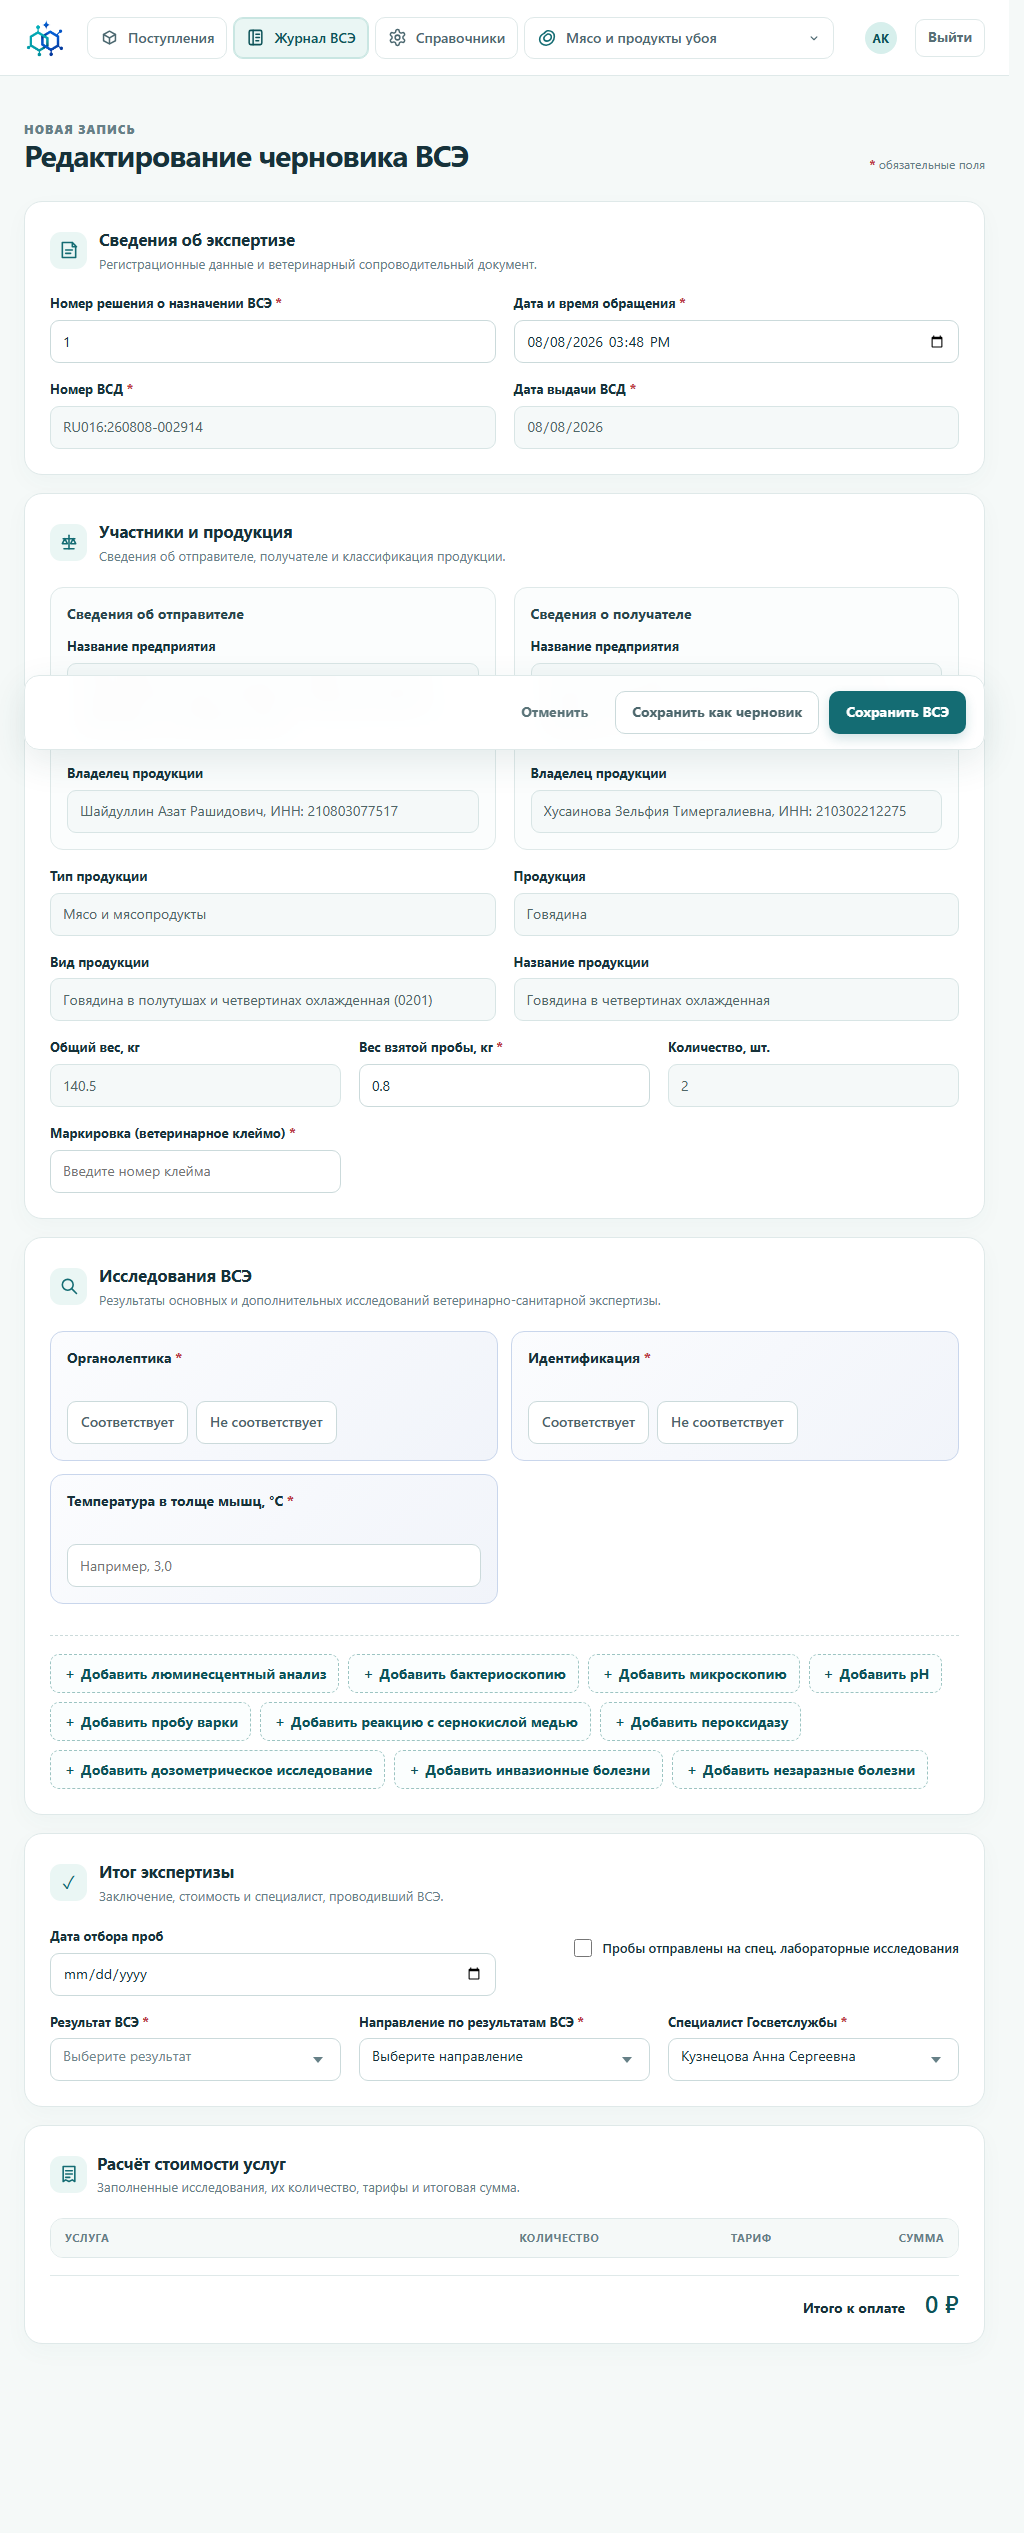 Поступления
Журнал ВСЭ
Справочники
Мясо и продукты убоя
АК
Выйти
НОВАЯ ЗАПИСЬ
Редактирование черновика ВСЭ
* обязательные поля
Сведения об экспертизе
Регистрационные данные и ветеринарный сопроводительный документ.
Номер решения о назначении ВСЭ *
Дата и время обращения *
1
08/08/2026 03:48 PM
Номер ВСД *
Дата выдачи ВСД *
RU016:260808-002914
08/08/2026
Участники и продукция
Сведения об отправителе, получателе и классификация продукции.
Сведения об отправителе
Сведения о получателе
Название предприятия
Название предприятия
Отменить
Сохранить как черновик
Сохранить ВСЭ
Владелец продукции
Владелец продукции
Шайдуллин Азат Рашидович, ИНН: 210803077517
Хусаинова Зельфия Тимергалиевна, ИНН: 210302212275
Тип продукции
Продукция
Мясо и мясопродукты
Говядина
Вид продукции
Название продукции
Говядина в полутушах и четвертинах охлажденная (0201)
Говядина в четвертинах охлажденная
Общий вес, кг
Вес взятой пробы, кг *
Количество, шт.
140.5
0.8
2
Маркировка (ветеринарное клеймо) *
Введите номер клейма
Исследования ВСЭ
Результаты основных и дополнительных исследований ветеринарно-санитарной экспертизы.
Органолептика *
Идентификация *
Соответствует
Не соответствует
Соответствует
Не соответствует
Температура в толще мышц, °С *
Например, 3,0
+ Добавить люминесцентный анализ
+ Добавить бактериоскопию
+ Добавить микроскопию
+ Добавить pH
+ Добавить пробу варки
+ Добавить реакцию с сернокислой медью
+ Добавить пероксидазу
+ Добавить дозометрическое исследование
+ Добавить инвазионные болезни
+ Добавить незаразные болезни
Итог экспертизы
Заключение, стоимость и специалист, проводивший ВСЭ.
Дата отбора проб
mm/dd/yyyy
Пробы отправлены на спец. лабораторные исследования
Результат ВСЭ *
Направление по результатам ВСЭ *
Специалист Госветслужбы *
Выберите результат
Выберите направление
Кузнецова Анна Сергеевна
Расчёт стоимости услуг
Заполненные исследования, их количество, тарифы и итоговая сумма.
УСЛУГА
КОЛИЧЕСТВО
ТАРИФ
СУММА
Итого к оплате
0 ₽